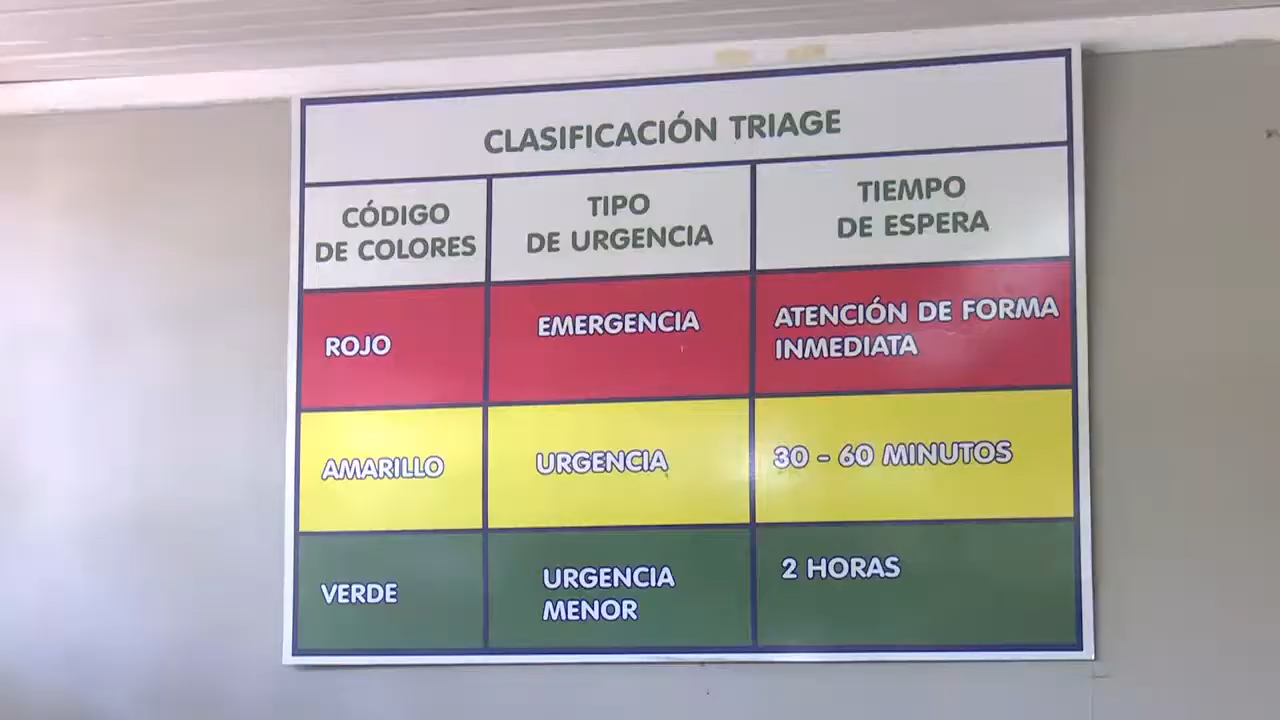 CLASIFICACIÓN TRIAGE
CÓDIGO
DE COLORES
TIPO
DE URGENCIA
TIEMPO
DE ESPERA
ROJO
EMERGENCIA
ATENCIÓN DE FORMA
INMEDIATA
AMARILLO
URGENCIA
30 - 60 MINUTOS
VERDE
URGENCIA
MENOR
2 HORAS